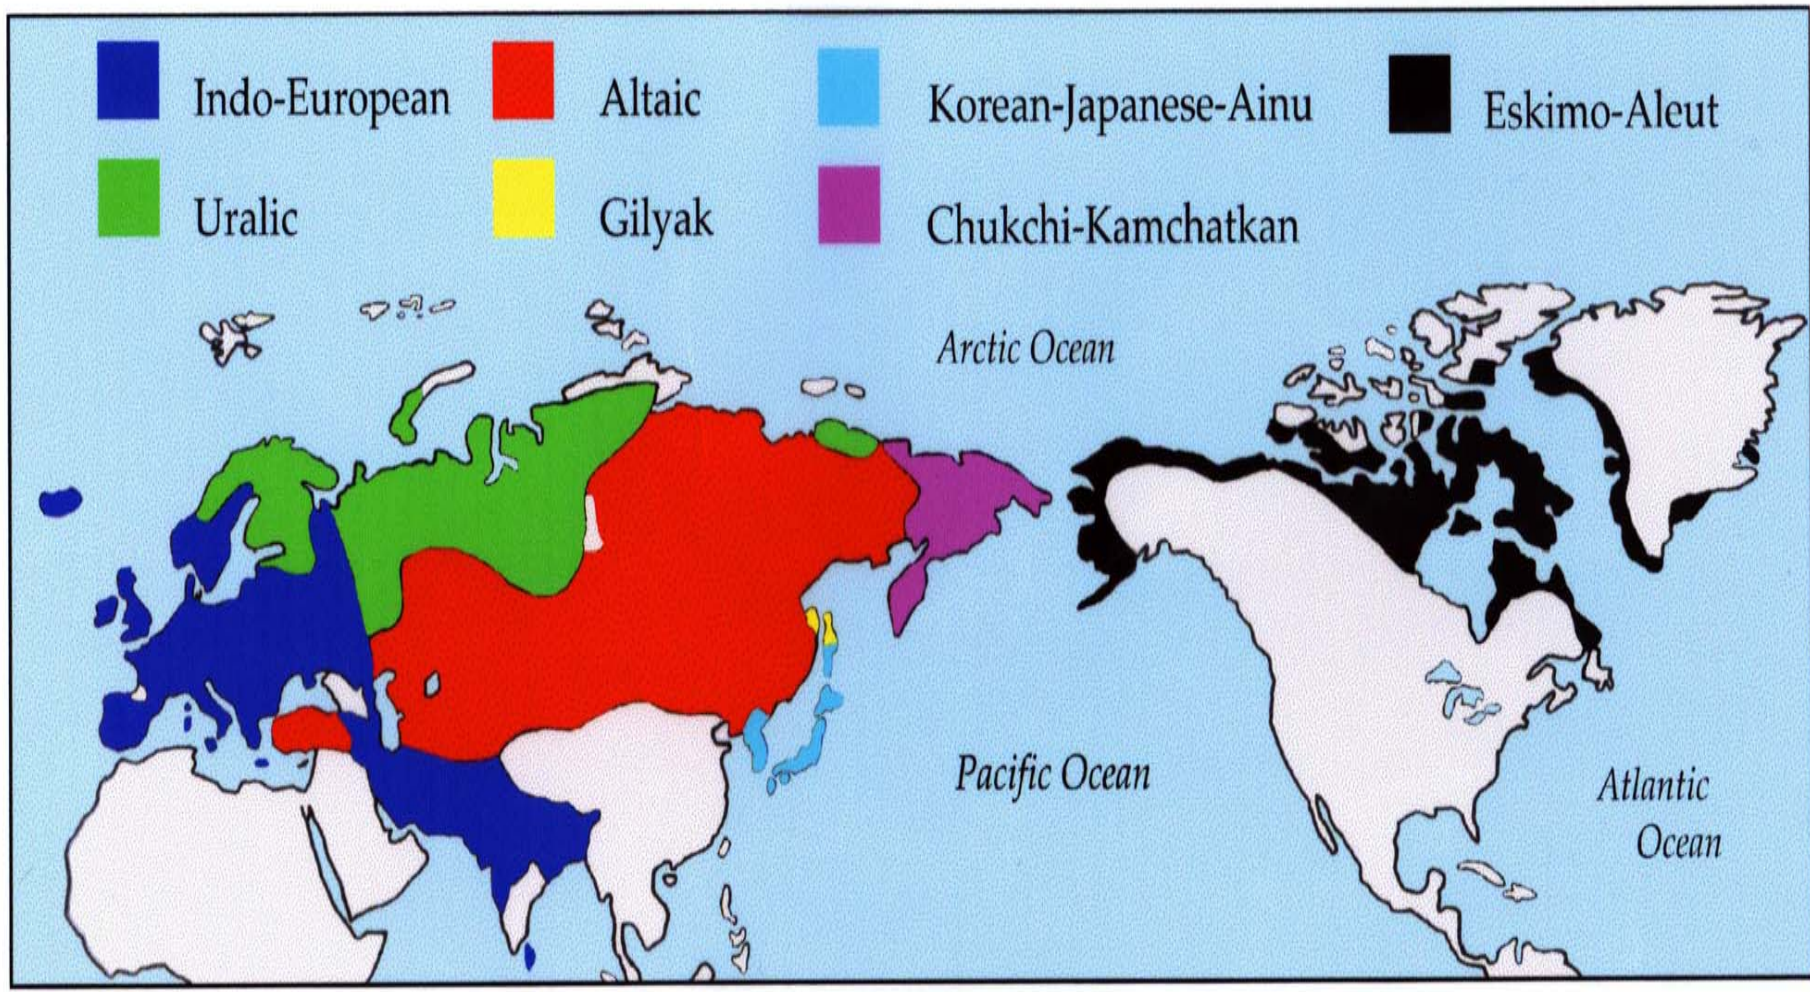 Indo-European
Altaic
Korean-Japanese-Ainu
Eskimo-Aleut
Uralic
Gilyak
Chukchi-Kamchatkan
Arctic Ocean
Pacific Ocean
Atlantic
Ocean